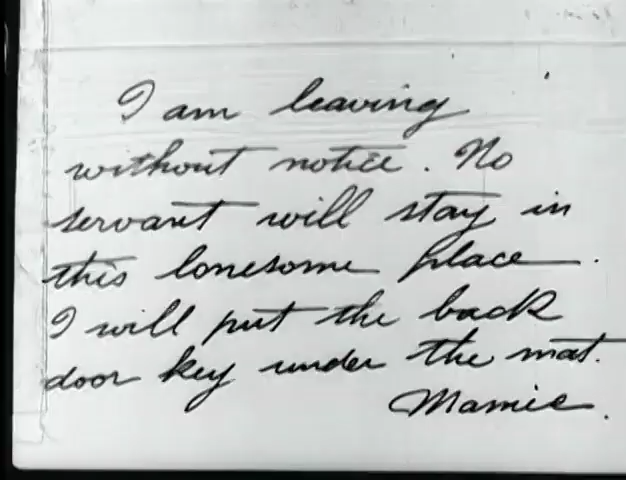 I am leaving
without notice. No
servant will stay in
this lonesome place.
I will put the back
door key under the mat.
Mamie.